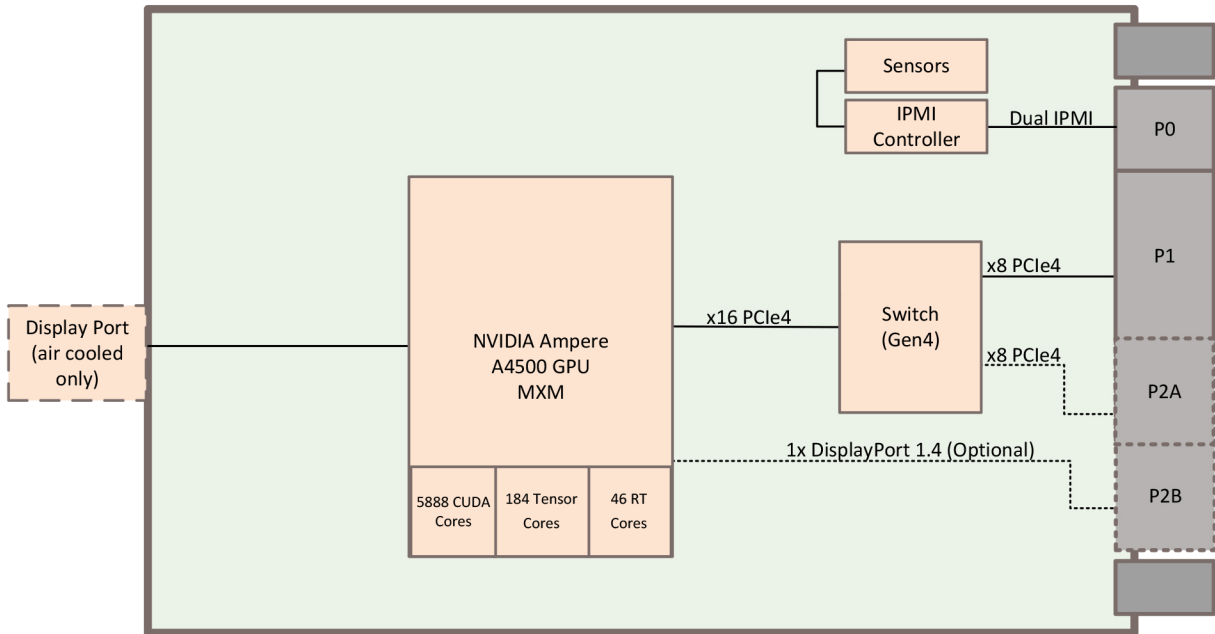 Sensors
IPMI
Controller
Dual IPMI
P0
P1
x8 PCIe4
Switch
(Gen4)
x16 PCIe4
x8 PCIe4
P2A
Display Port
(air cooled
only)
NVIDIA Ampere
A4500 GPU
MXM
1x DisplayPort 1.4 (Optional)
P2B
5888 CUDA
Cores
184 Tensor
Cores
46 RT
Cores